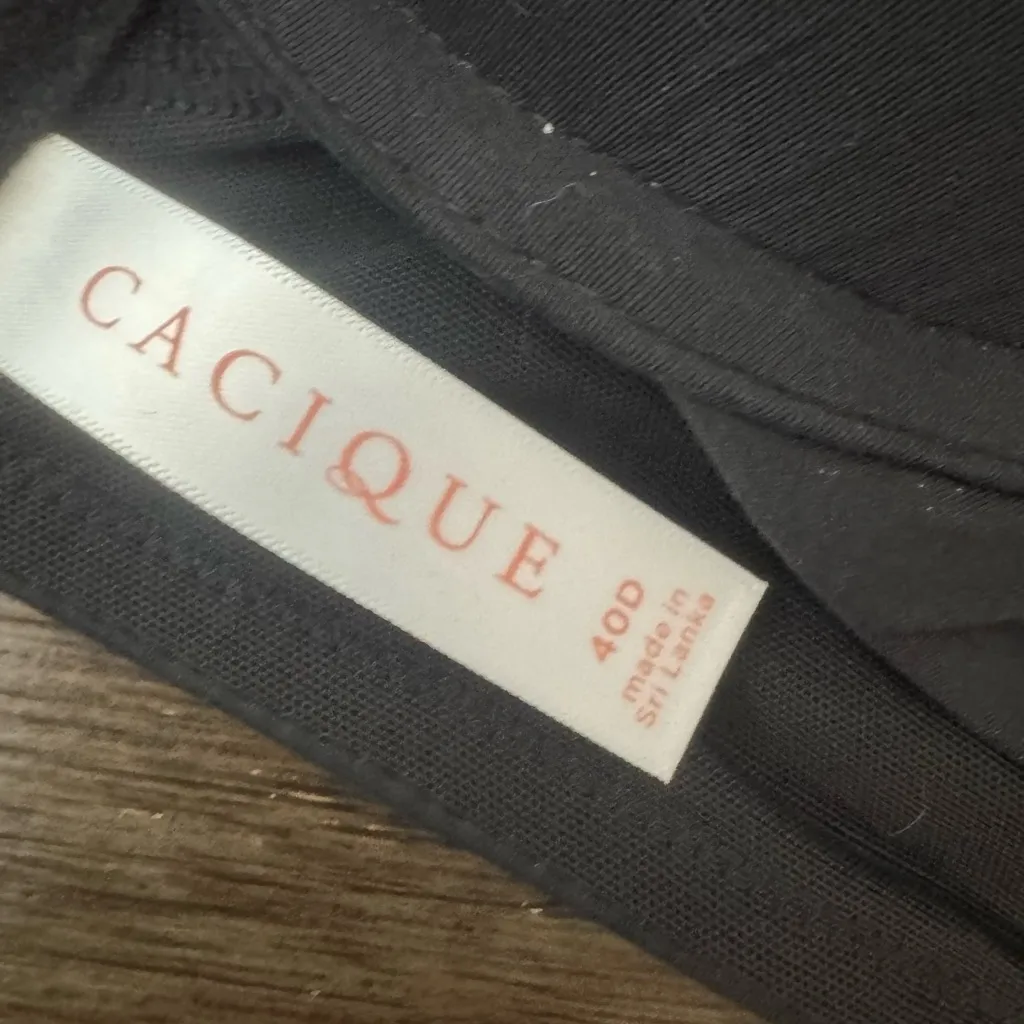 CACIQUE
40D
made in
Sri Lanka